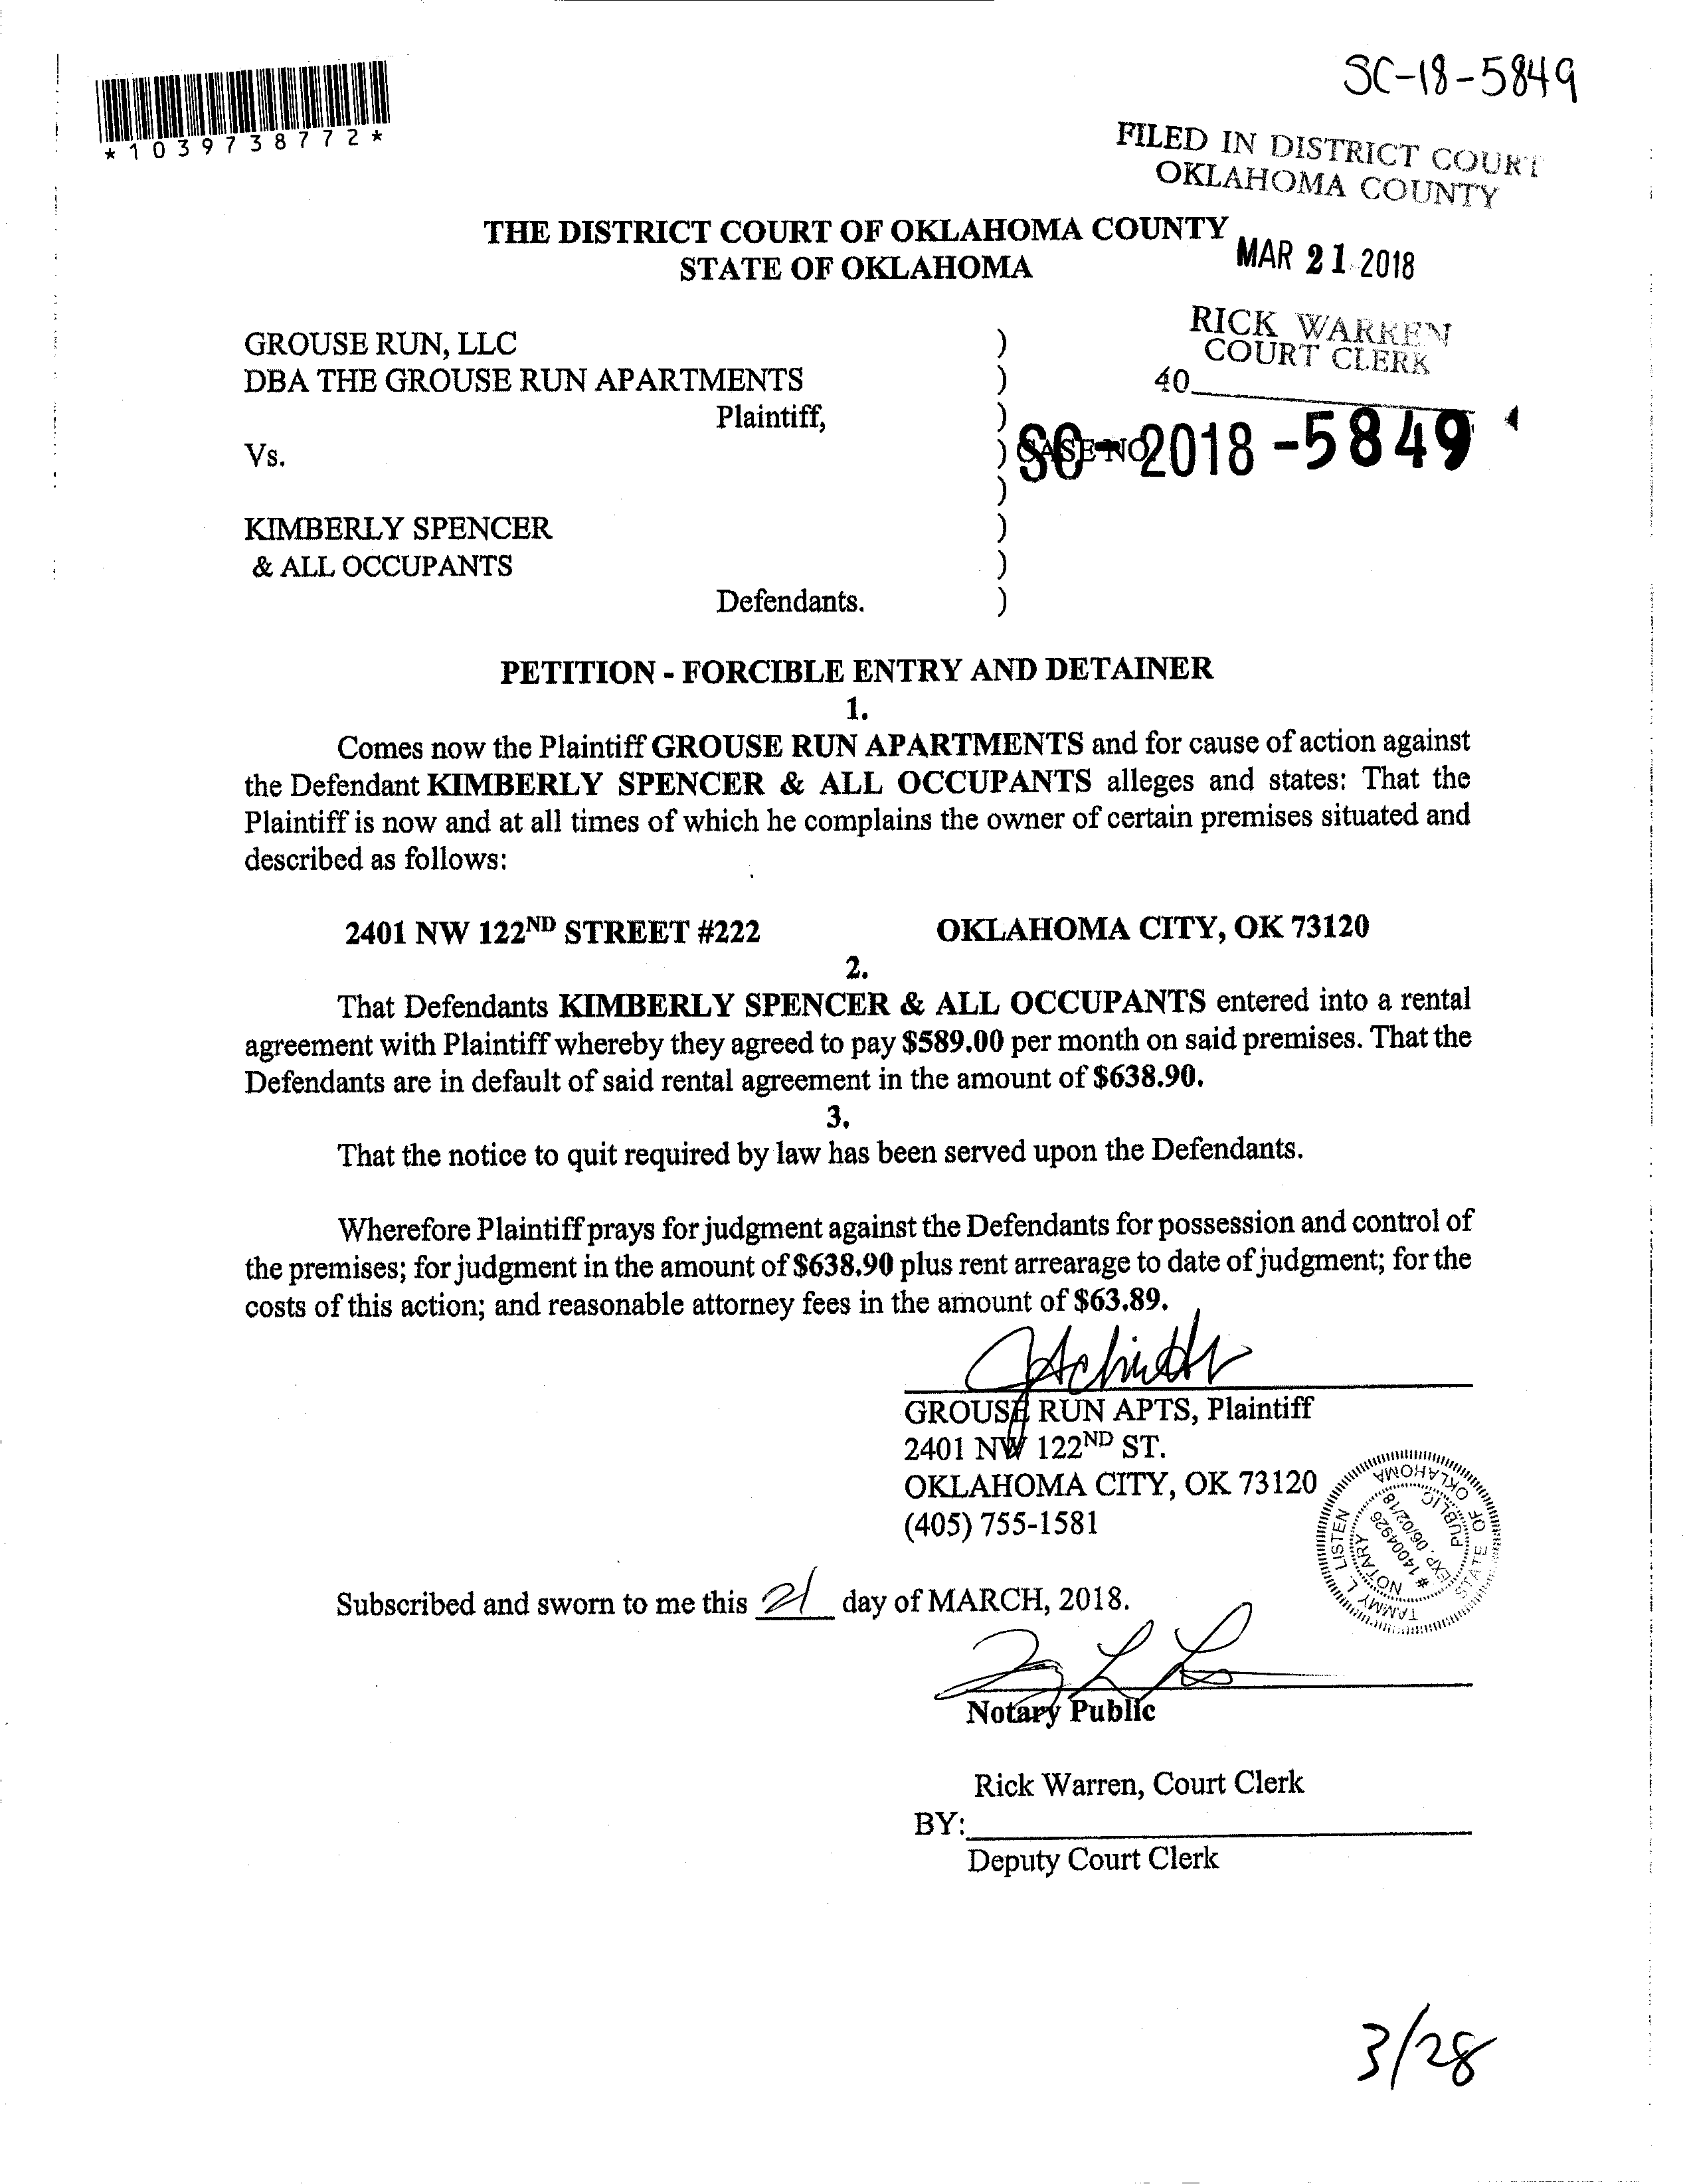 SC-18-5849
*1039738772*
FILED IN DISTRICT COURT
OKLAHOMA COUNTY
THE DISTRICT COURT OF OKLAHOMA COUNTY
STATE OF OKLAHOMA
MAR 21 2018
RICK WARREN
COURT CLERK
40
GROUSE RUN, LLC )
DBA THE GROUSE RUN APARTMENTS )
Plaintiff, )
Vs. ) CASE NO
SC-2018-5849
)
KIMBERLY SPENCER )
& ALL OCCUPANTS )
Defendants. )
PETITION - FORCIBLE ENTRY AND DETAINER
1.
Comes now the Plaintiff GROUSE RUN APARTMENTS and for cause of action against
the Defendant KIMBERLY SPENCER & ALL OCCUPANTS alleges and states: That the
Plaintiff is now and at all times of which he complains the owner of certain premises situated and
described as follows:
2401 NW 122ND STREET #222 OKLAHOMA CITY, OK 73120
2.
That Defendants KIMBERLY SPENCER & ALL OCCUPANTS entered into a rental
agreement with Plaintiff whereby they agreed to pay $589.00 per month on said premises. That the
Defendants are in default of said rental agreement in the amount of $638.90.
3.
That the notice to quit required by law has been served upon the Defendants.
Wherefore Plaintiff prays for judgment against the Defendants for possession and control of
the premises; for judgment in the amount of $638.90 plus rent arrearage to date of judgment; for the
costs of this action; and reasonable attorney fees in the amount of $63.89.
GROUSE RUN APTS, Plaintiff
2401 NW 122ND ST.
OKLAHOMA CITY, OK 73120
(405) 755-1581
TAMMY L. LISTEN
STATE OF OKLAHOMA
NOTARY PUBLIC
# 14004926
EXP. 06/02/18
Subscribed and sworn to me this 21 day of MARCH, 2018.
Notary Public
Rick Warren, Court Clerk
BY:
Deputy Court Clerk
3/28